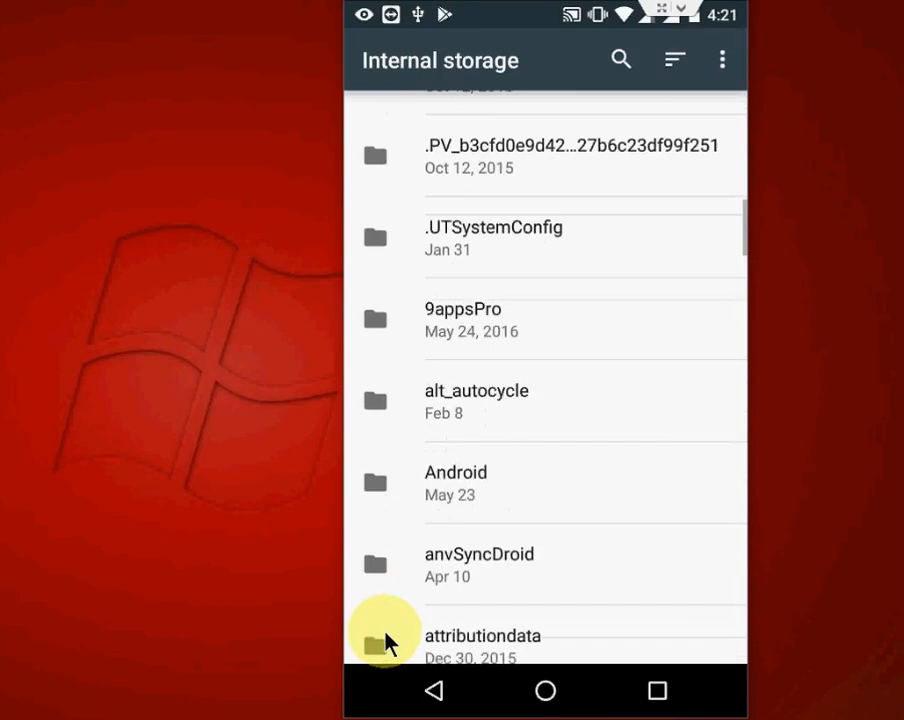 4:21
Internal storage
.PV_b3cfd0e9d42...27b6c23df99f251
Oct 12, 2015
.UTSystemConfig
Jan 31
9appsPro
May 24, 2016
alt_autocycle
Feb 8
Android
May 23
anvSyncDroid
Apr 10
attributiondata
Dec 30, 2015